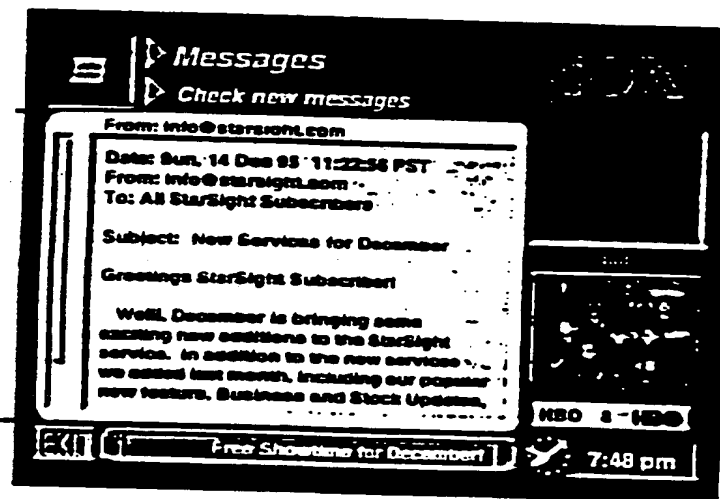 Messages
Check new messages
From: info@starsight.com
Date: Sun, 14 Dec 95 11:22:56 PST
From: info@starsight.com
To: All StarSight Subscribers
Subject: New Services for December
Greetings StarSight Subscriber!
Well, December is bringing some
exciting new additions to the StarSight
service. In addition to the new services
we added last month, including our popular
new feature, Business and Stock Updates,
HBO 8 HBO
EXIT
Free Showtime for December!
7:48 pm